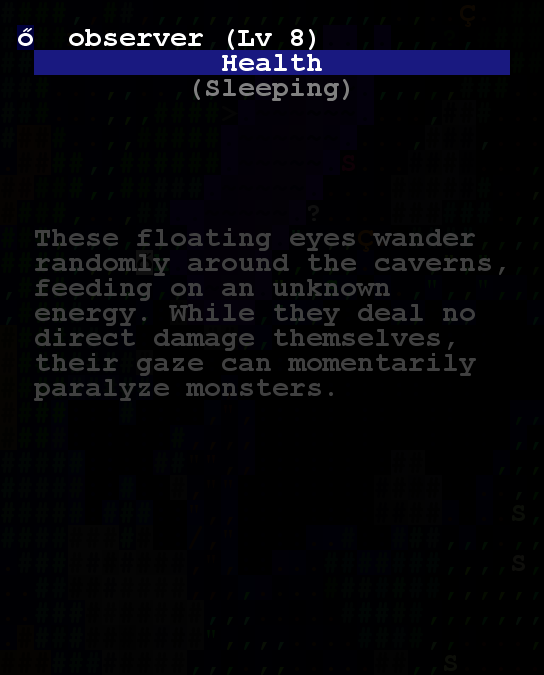 ő observer (Lv 8)
Health
(Sleeping)
These floating eyes wander
randomly around the caverns,
feeding on an unknown
energy. While they deal no
direct damage themselves,
their gaze can momentarily
paralyze monsters.